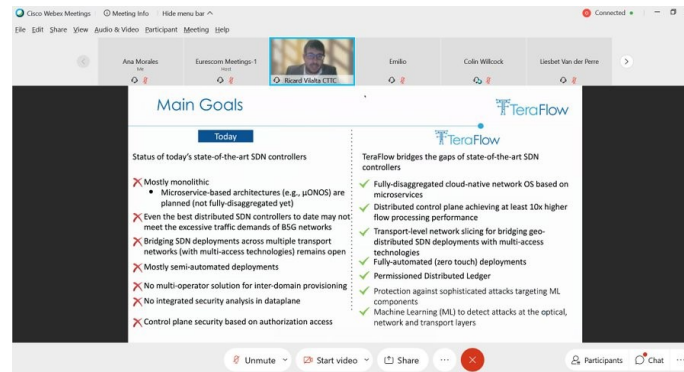 Cisco Webex Meetings
Meeting Info
Hide menu bar
Connected
File Edit Share View Audio & Video Participant Meeting Help
Ana Morales
Me
Eurescom Meetings-1
Host
Ricard Vilalta CTTC
Emilio
Colin Willcock
Liesbet Van der Perre
Main Goals
TeraFlow
Today
TeraFlow
Status of today's state-of-the-art SDN controllers
Mostly monolithic
• Microservice-based architectures (e.g., µONOS) are
planned (not fully-disaggregated yet)
Even the best distributed SDN controllers to date may not
meet the excessive traffic demands of B5G networks
Bridging SDN deployments across multiple transport
networks (with multi-access technologies) remains open
Mostly semi-automated deployments
No multi-operator solution for inter-domain provisioning
No integrated security analysis in dataplane
Control plane security based on authorization access
TeraFlow bridges the gaps of state-of-the-art SDN
controllers
Fully-disaggregated cloud-native network OS based on
microservices
Distributed control plane achieving at least 10x higher
flow processing performance
Transport-level network slicing for bridging geo-
distributed SDN deployments with multi-access
technologies
Fully-automated (zero touch) deployments
Permissioned Distributed Ledger
Protection against sophisticated attacks targeting ML
components
Machine Learning (ML) to detect attacks at the optical,
network and transport layers
Unmute
Start video
Share
Participants
Chat